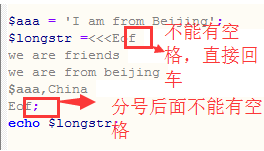 $aaa = 'I am from Beijing';
$longstr =<<<Eof
不能有空
格，直接回
车
we are friends
we are from beijing
$aaa,China
Eof;
分号后面不能有空
格
echo $longstr;